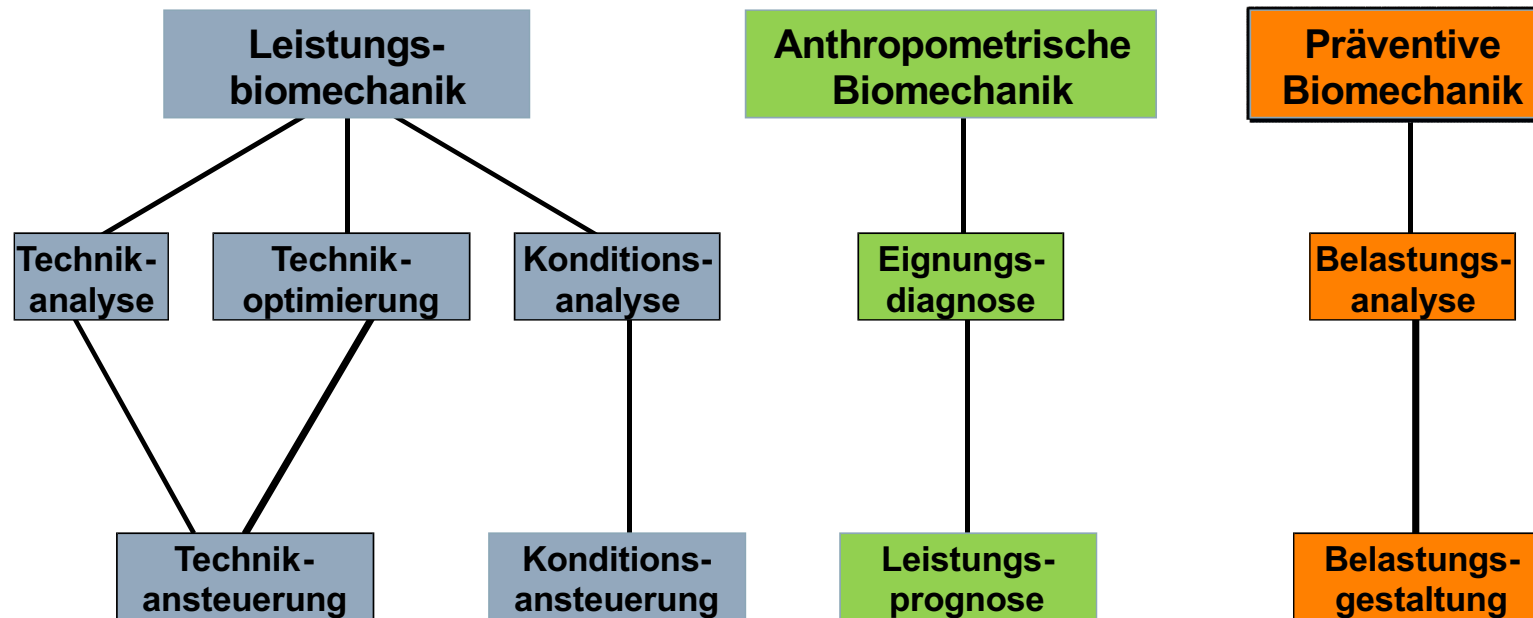 Leistungs-
biomechanik
Anthropometrische
Biomechanik
Präventive
Biomechanik
Technik-
analyse
Technik-
optimierung
Konditions-
analyse
Eignungs-
diagnose
Belastungs-
analyse
Technik-
ansteuerung
Konditions-
ansteuerung
Leistungs-
prognose
Belastungs-
gestaltung